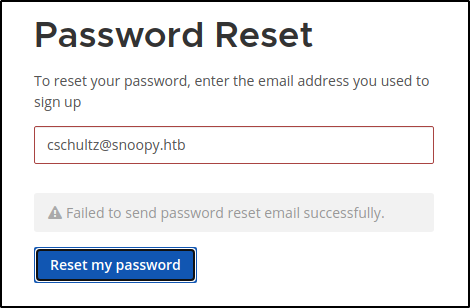 Password Reset
To reset your password, enter the email address you used to
sign up
cschultz@snoopy.htb
Failed to send password reset email successfully.
Reset my password